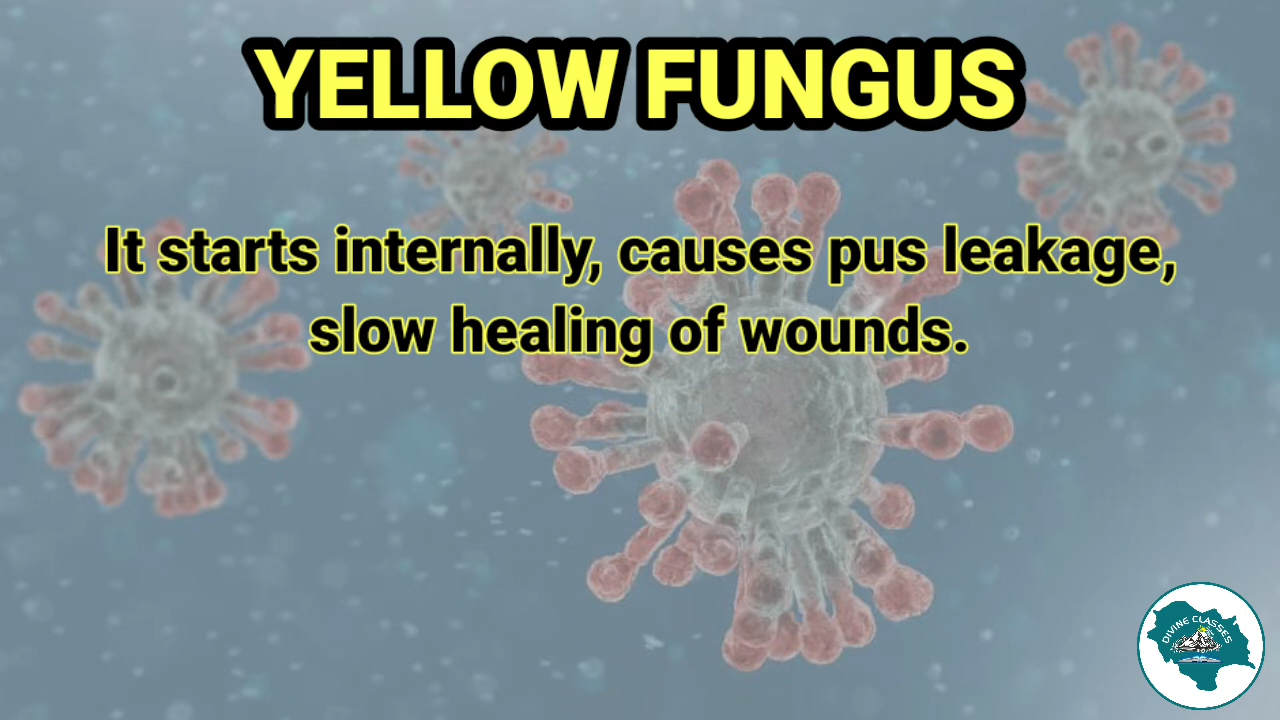 YELLOW FUNGUS
It starts internally, causes pus leakage,
slow healing of wounds.
DIVINE CLASSES